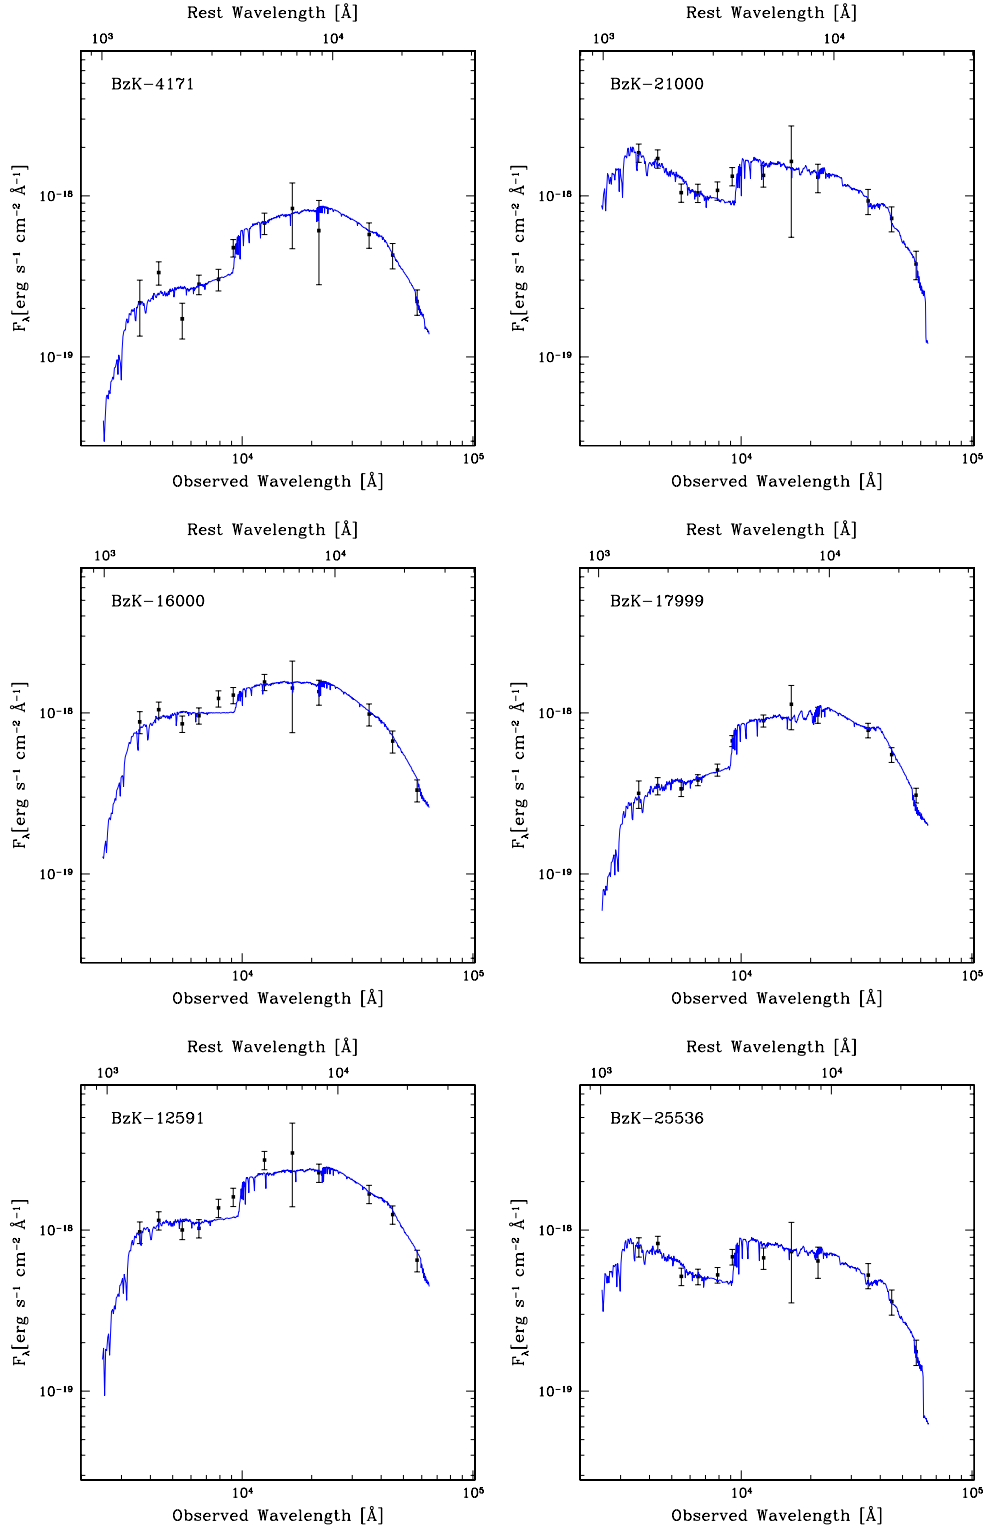 Rest Wavelength [Å] Rest Wavelength [Å]
10³ 10⁴ 10³ 10⁴
BzK−4171 BzK−21000
10⁻¹⁸ 10⁻¹⁸
F_λ[erg s⁻¹ cm⁻² Å⁻¹] F_λ[erg s⁻¹ cm⁻² Å⁻¹]
10⁻¹⁹ 10⁻¹⁹
10⁴ 10⁵ 10⁴ 10⁵
Observed Wavelength [Å] Observed Wavelength [Å]
Rest Wavelength [Å] Rest Wavelength [Å]
10³ 10⁴ 10³ 10⁴
BzK−16000 BzK−17999
10⁻¹⁸ 10⁻¹⁸
F_λ[erg s⁻¹ cm⁻² Å⁻¹] F_λ[erg s⁻¹ cm⁻² Å⁻¹]
10⁻¹⁹ 10⁻¹⁹
10⁴ 10⁵ 10⁴ 10⁵
Observed Wavelength [Å] Observed Wavelength [Å]
Rest Wavelength [Å] Rest Wavelength [Å]
10³ 10⁴ 10³ 10⁴
BzK−12591 BzK−25536
10⁻¹⁸ 10⁻¹⁸
F_λ[erg s⁻¹ cm⁻² Å⁻¹] F_λ[erg s⁻¹ cm⁻² Å⁻¹]
10⁻¹⁹ 10⁻¹⁹
10⁴ 10⁵ 10⁴ 10⁵
Observed Wavelength [Å] Observed Wavelength [Å]